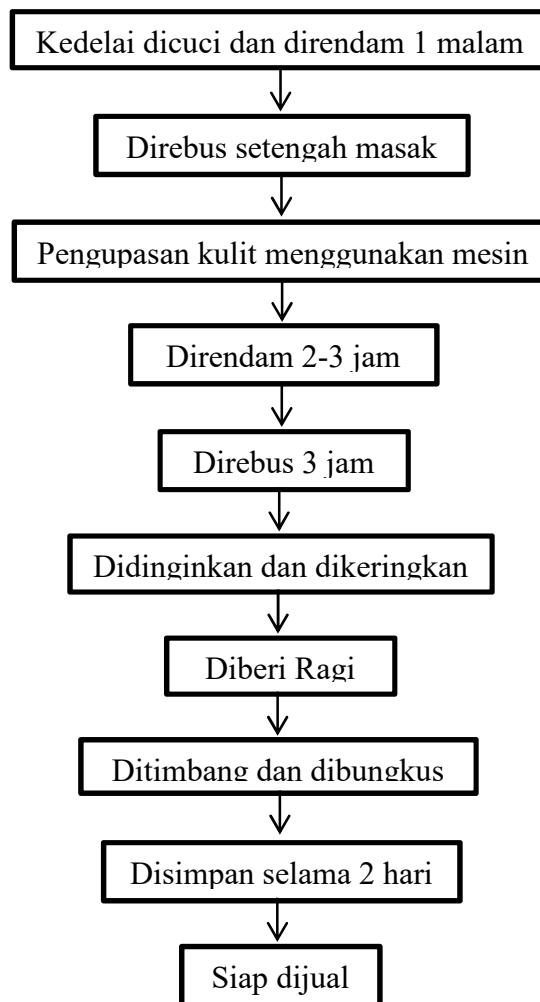 Kedelai dicuci dan direndam 1 malam
Direbus setengah masak
Pengupasan kulit menggunakan mesin
Direndam 2-3 jam
Direbus 3 jam
Didinginkan dan dikeringkan
Diberi Ragi
Ditimbang dan dibungkus
Disimpan selama 2 hari
Siap dijual